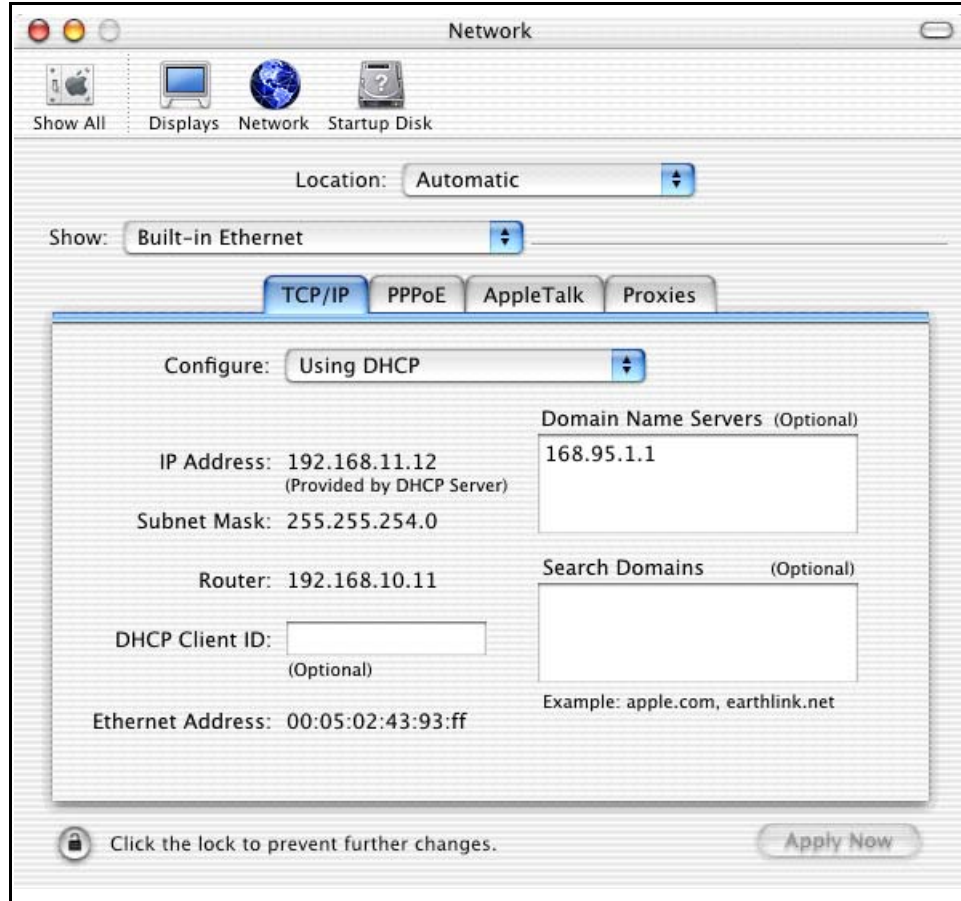 Network
Show All
Displays
Network
Startup Disk
Location: Automatic
Show: Built-in Ethernet
TCP/IP
PPPoE
AppleTalk
Proxies
Configure: Using DHCP
Domain Name Servers (Optional)
168.95.1.1
IP Address: 192.168.11.12
(Provided by DHCP Server)
Subnet Mask: 255.255.254.0
Router: 192.168.10.11
Search Domains (Optional)
DHCP Client ID:
(Optional)
Example: apple.com, earthlink.net
Ethernet Address: 00:05:02:43:93:ff
Click the lock to prevent further changes.
Apply Now